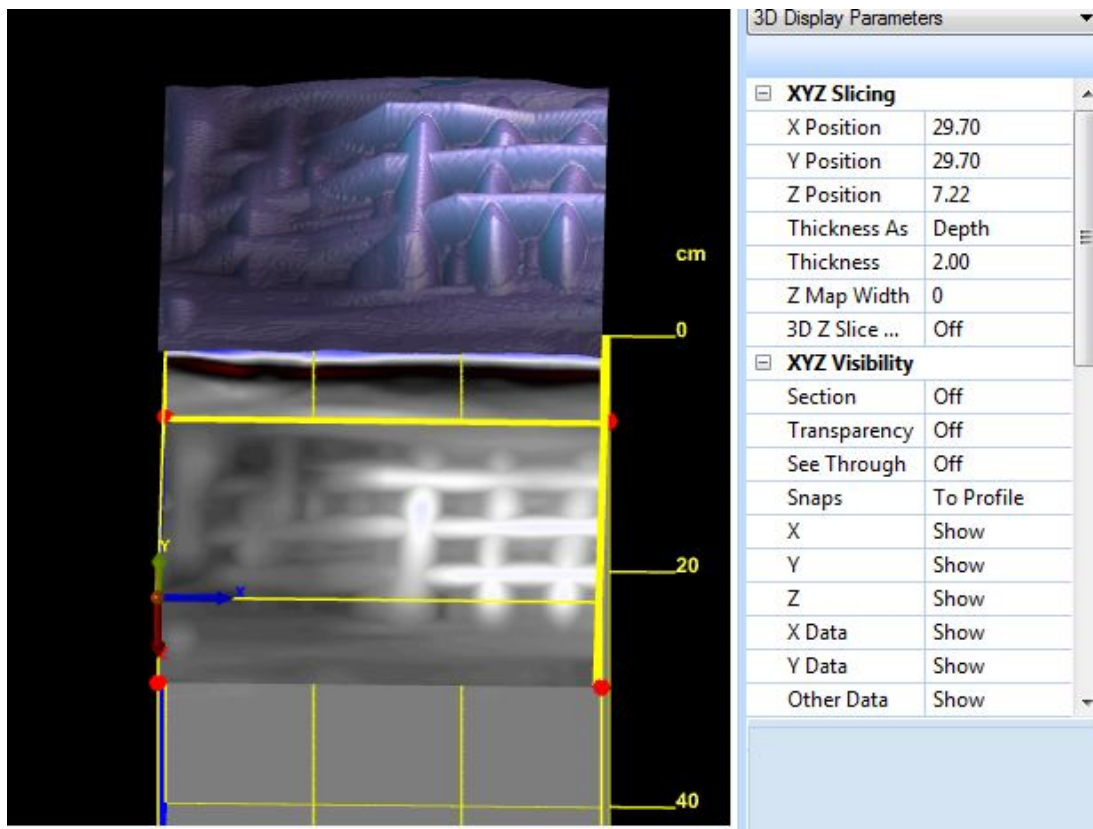 3D Display Parameters
XYZ Slicing
X Position 29.70
Y Position 29.70
Z Position 7.22
Thickness As Depth
Thickness 2.00
Z Map Width 0
3D Z Slice ... Off
XYZ Visibility
Section Off
Transparency Off
See Through Off
Snaps To Profile
X Show
Y Show
Z Show
X Data Show
Y Data Show
Other Data Show
cm
0
20
40
Y
X